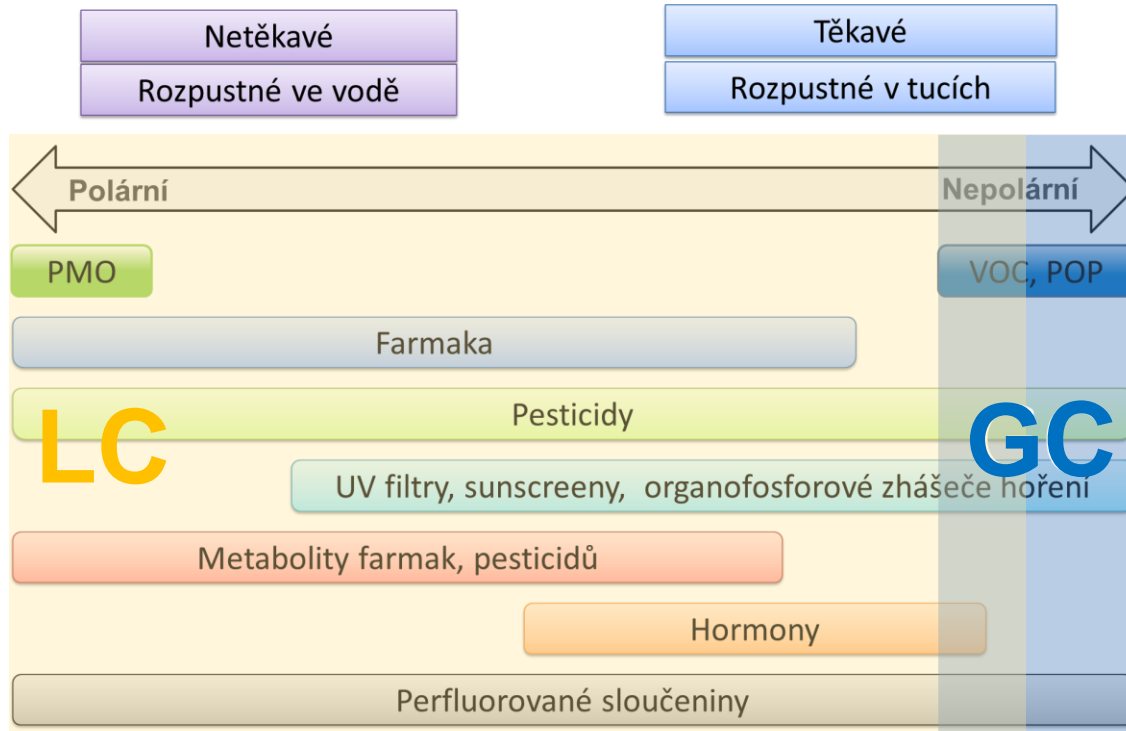 Netěkavé
Rozpustné ve vodě
Těkavé
Rozpustné v tucích
Polární
Nepolární
PMO
VOC, POP
Farmaka
Pesticidy
LC
GC
UV filtry, sunscreeny, organofosforové zhášeče hoření
Metabolity farmak, pesticidů
Hormony
Perfluorované sloučeniny